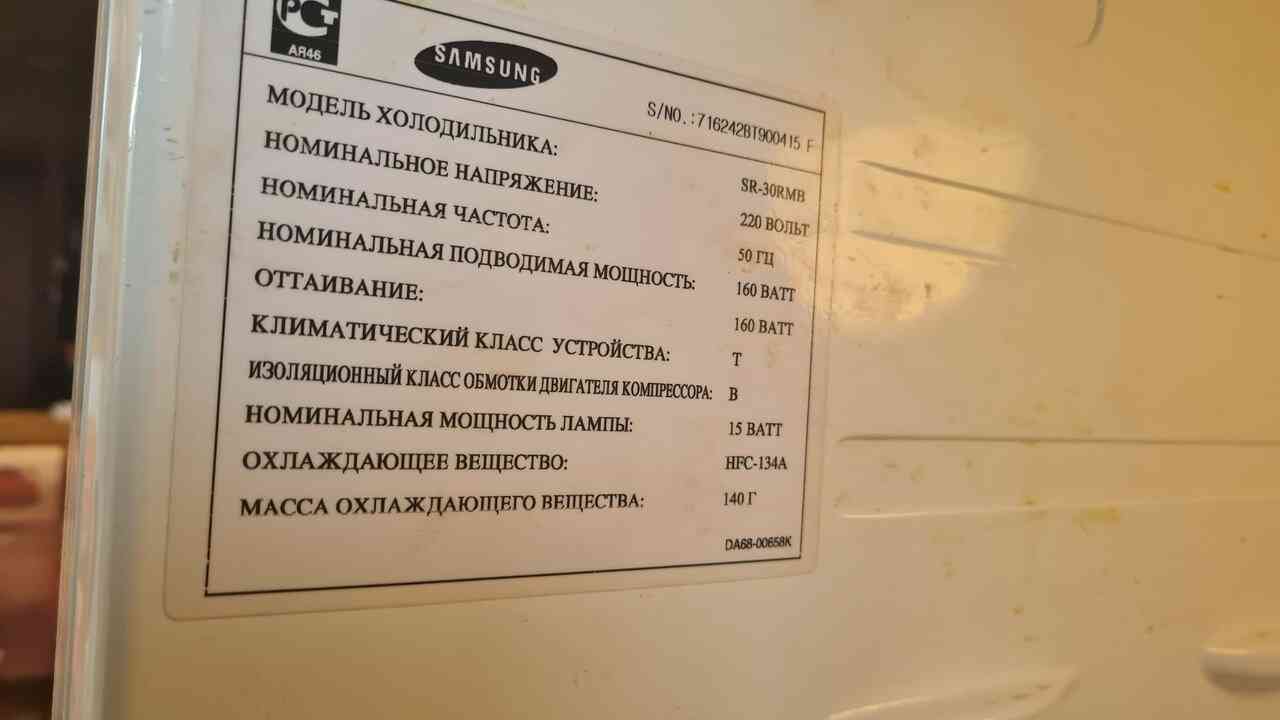 РСТ
АЯ46
SAMSUNG
S/NO.:716242BT900415 F
МОДЕЛЬ ХОЛОДИЛЬНИКА: SR-30RMB
НОМИНАЛЬНОЕ НАПРЯЖЕНИЕ: 220 ВОЛЬТ
НОМИНАЛЬНАЯ ЧАСТОТА: 50 ГЦ
НОМИНАЛЬНАЯ ПОДВОДИМАЯ МОЩНОСТЬ: 160 ВАТТ
ОТТАИВАНИЕ: 160 ВАТТ
КЛИМАТИЧЕСКИЙ КЛАСС УСТРОЙСТВА: T
ИЗОЛЯЦИОННЫЙ КЛАСС ОБМОТКИ ДВИГАТЕЛЯ КОМПРЕССОРА: B
НОМИНАЛЬНАЯ МОЩНОСТЬ ЛАМПЫ: 15 ВАТТ
ОХЛАЖДАЮЩЕЕ ВЕЩЕСТВО: HFC-134A
МАССА ОХЛАЖДАЮЩЕГО ВЕЩЕСТВА: 140 Г
DA68-00658K